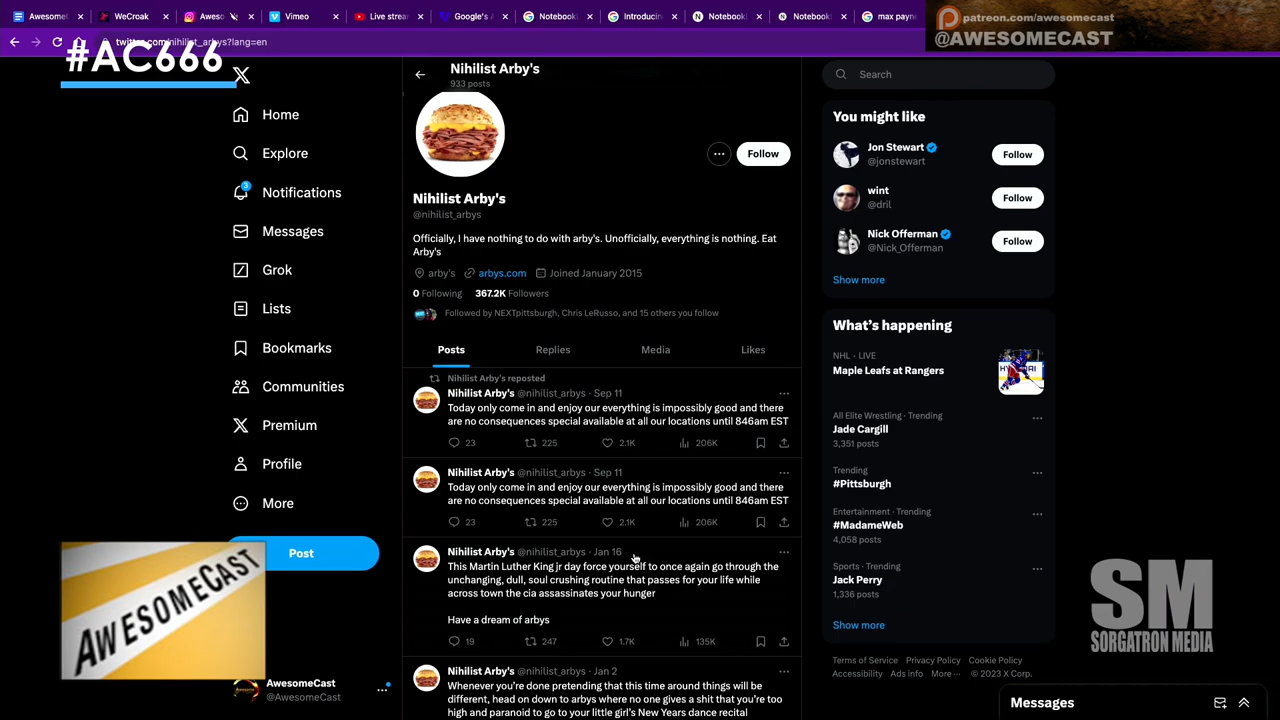 AwesomeC
WeCroak
Aweso
Vimeo
Live strea
Google's A
Notebook
Introducin
Notebook
Notebook
max payn
patreon.com/awesomecast
@AWESOMECAST
twitter.com/nihilist_arbys?lang=en
#AC666
Home
Explore
3
Notifications
Messages
Grok
Lists
Bookmarks
Communities
Premium
Profile
More
Post
AWESOMECAST
AwesomeCast
@AwesomeCast
Nihilist Arby's
933 posts
Follow
Nihilist Arby's
@nihilist_arbys
Officially, I have nothing to do with arby's. Unofficially, everything is nothing. Eat
Arby's
arby's arbys.com Joined January 2015
0 Following 367.2K Followers
Followed by NEXTpittsburgh, Chris LeRusso, and 15 others you follow
Posts Replies Media Likes
Nihilist Arby's reposted
Nihilist Arby's @nihilist_arbys · Sep 11
Today only come in and enjoy our everything is impossibly good and there
are no consequences special available at all our locations until 846am EST
23 225 2.1K 206K
Nihilist Arby's @nihilist_arbys · Sep 11
Today only come in and enjoy our everything is impossibly good and there
are no consequences special available at all our locations until 846am EST
23 225 2.1K 206K
Nihilist Arby's @nihilist_arbys · Jan 16
This Martin Luther King jr day force yourself to once again go through the
unchanging, dull, soul crushing routine that passes for your life while
across town the cia assassinates your hunger
Have a dream of arbys
19 247 1.7K 135K
Nihilist Arby's @nihilist_arbys · Jan 2
Whenever you're done pretending that this time around things will be
different, head on down to arbys where no one gives a shit that you're too
high and paranoid to go to your little girl's New Years dance recital
Search
You might like
Jon Stewart
@jonstewart
Follow
wint
@dril
Follow
Nick Offerman
@Nick_Offerman
Follow
Show more
What's happening
NHL · LIVE
Maple Leafs at Rangers
All Elite Wrestling · Trending
Jade Cargill
3,351 posts
Trending
#Pittsburgh
Entertainment · Trending
#MadameWeb
4,058 posts
Sports · Trending
Jack Perry
1,336 posts
Show more
Terms of Service Privacy Policy Cookie Policy
Accessibility Ads info More ··· © 2023 X Corp.
SM
SORGATRON MEDIA
Messages